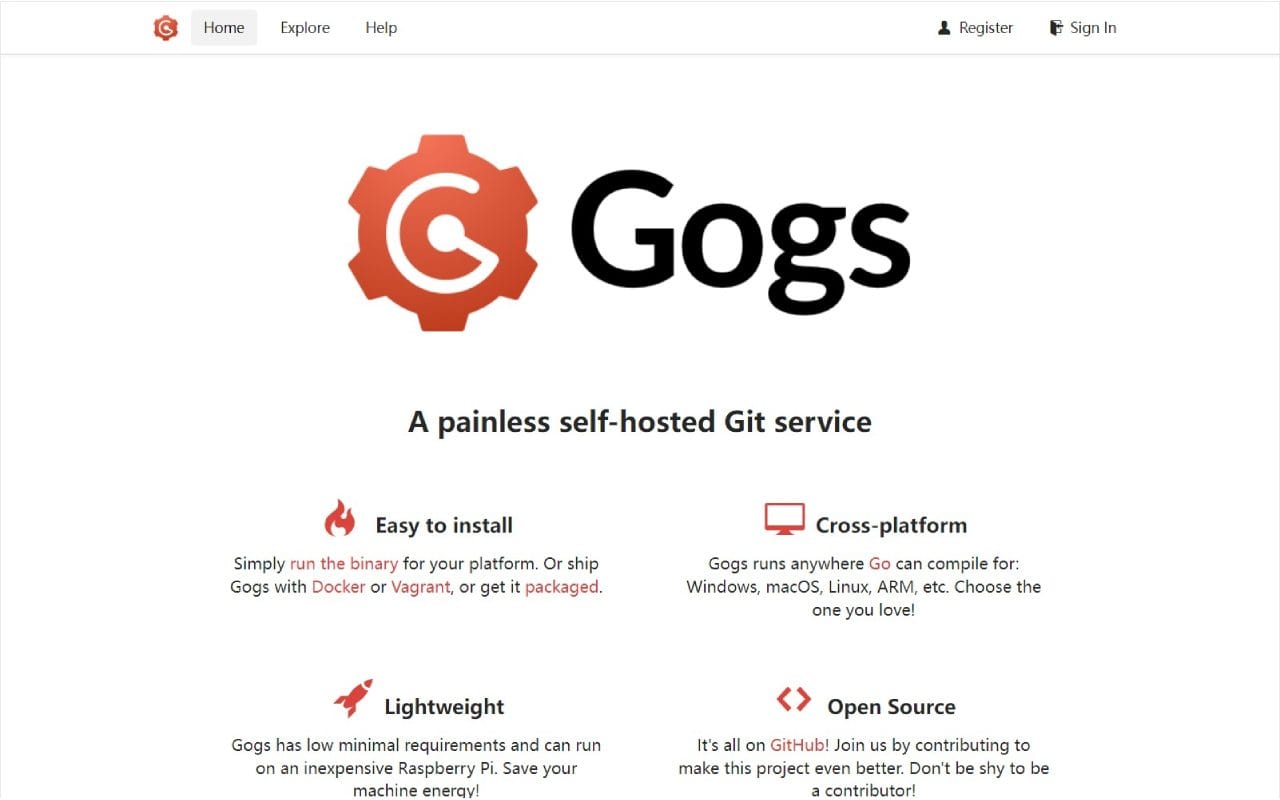 Home Explore Help Register Sign In
Gogs
A painless self-hosted Git service
Easy to install
Simply run the binary for your platform. Or ship
Gogs with Docker or Vagrant, or get it packaged.
Cross-platform
Gogs runs anywhere Go can compile for:
Windows, macOS, Linux, ARM, etc. Choose the
one you love!
Lightweight
Gogs has low minimal requirements and can run
on an inexpensive Raspberry Pi. Save your
machine energy!
Open Source
It's all on GitHub! Join us by contributing to
make this project even better. Don't be shy to be
a contributor!